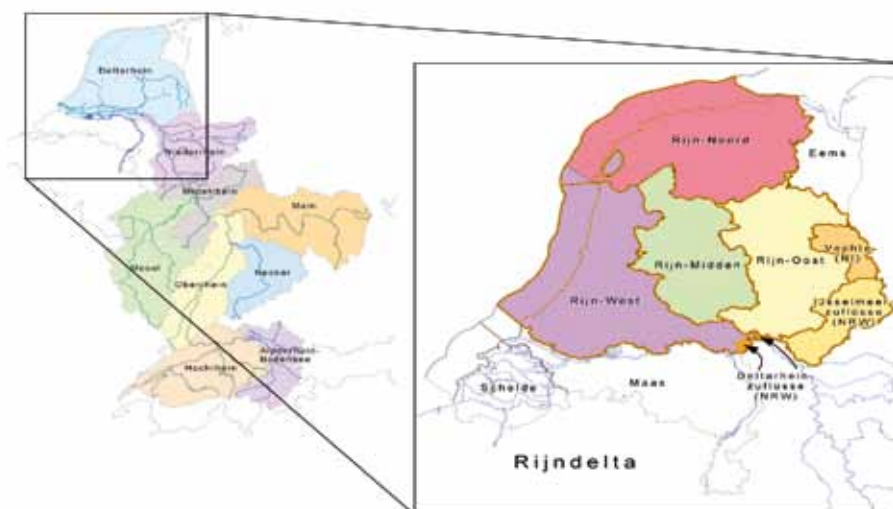 Deltarhein
Niederrhein
Mittelrhein
Main
Mosel
Neckar
Oberrhein
Alpenrhein-
Bodensee
Hochrhein
Rijn-Noord
Eems
Rijn-Midden
Rijn-Oost
Vechte
(NI)
Rijn-West
IJsselmeer
zuflüsse
(NRW)
Schelde
Maas
Deltarhein
zuflüsse
(NRW)
Rijndelta